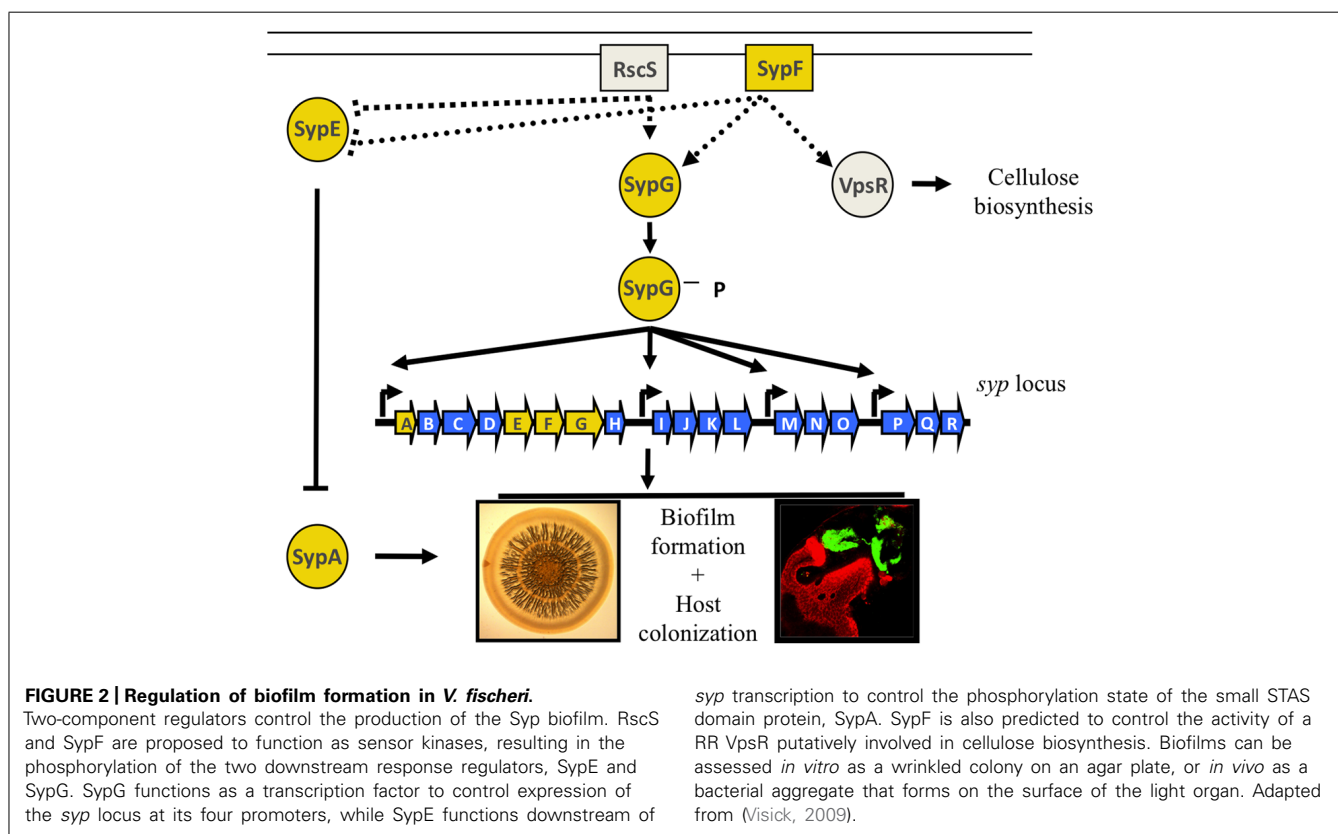 RscS
SypF
SypE
SypG
VpsR
Cellulose
biosynthesis
SypG
P
syp locus
A B C D E F G H I J K L M N O P Q R
SypA
Biofilm
formation
+
Host
colonization
FIGURE 2 | Regulation of biofilm formation in V. fischeri.
Two-component regulators control the production of the Syp biofilm. RscS
and SypF are proposed to function as sensor kinases, resulting in the
phosphorylation of the two downstream response regulators, SypE and
SypG. SypG functions as a transcription factor to control expression of
the syp locus at its four promoters, while SypE functions downstream of
syp transcription to control the phosphorylation state of the small STAS
domain protein, SypA. SypF is also predicted to control the activity of a
RR VpsR putatively involved in cellulose biosynthesis. Biofilms can be
assessed in vitro as a wrinkled colony on an agar plate, or in vivo as a
bacterial aggregate that forms on the surface of the light organ. Adapted
from (Visick, 2009).